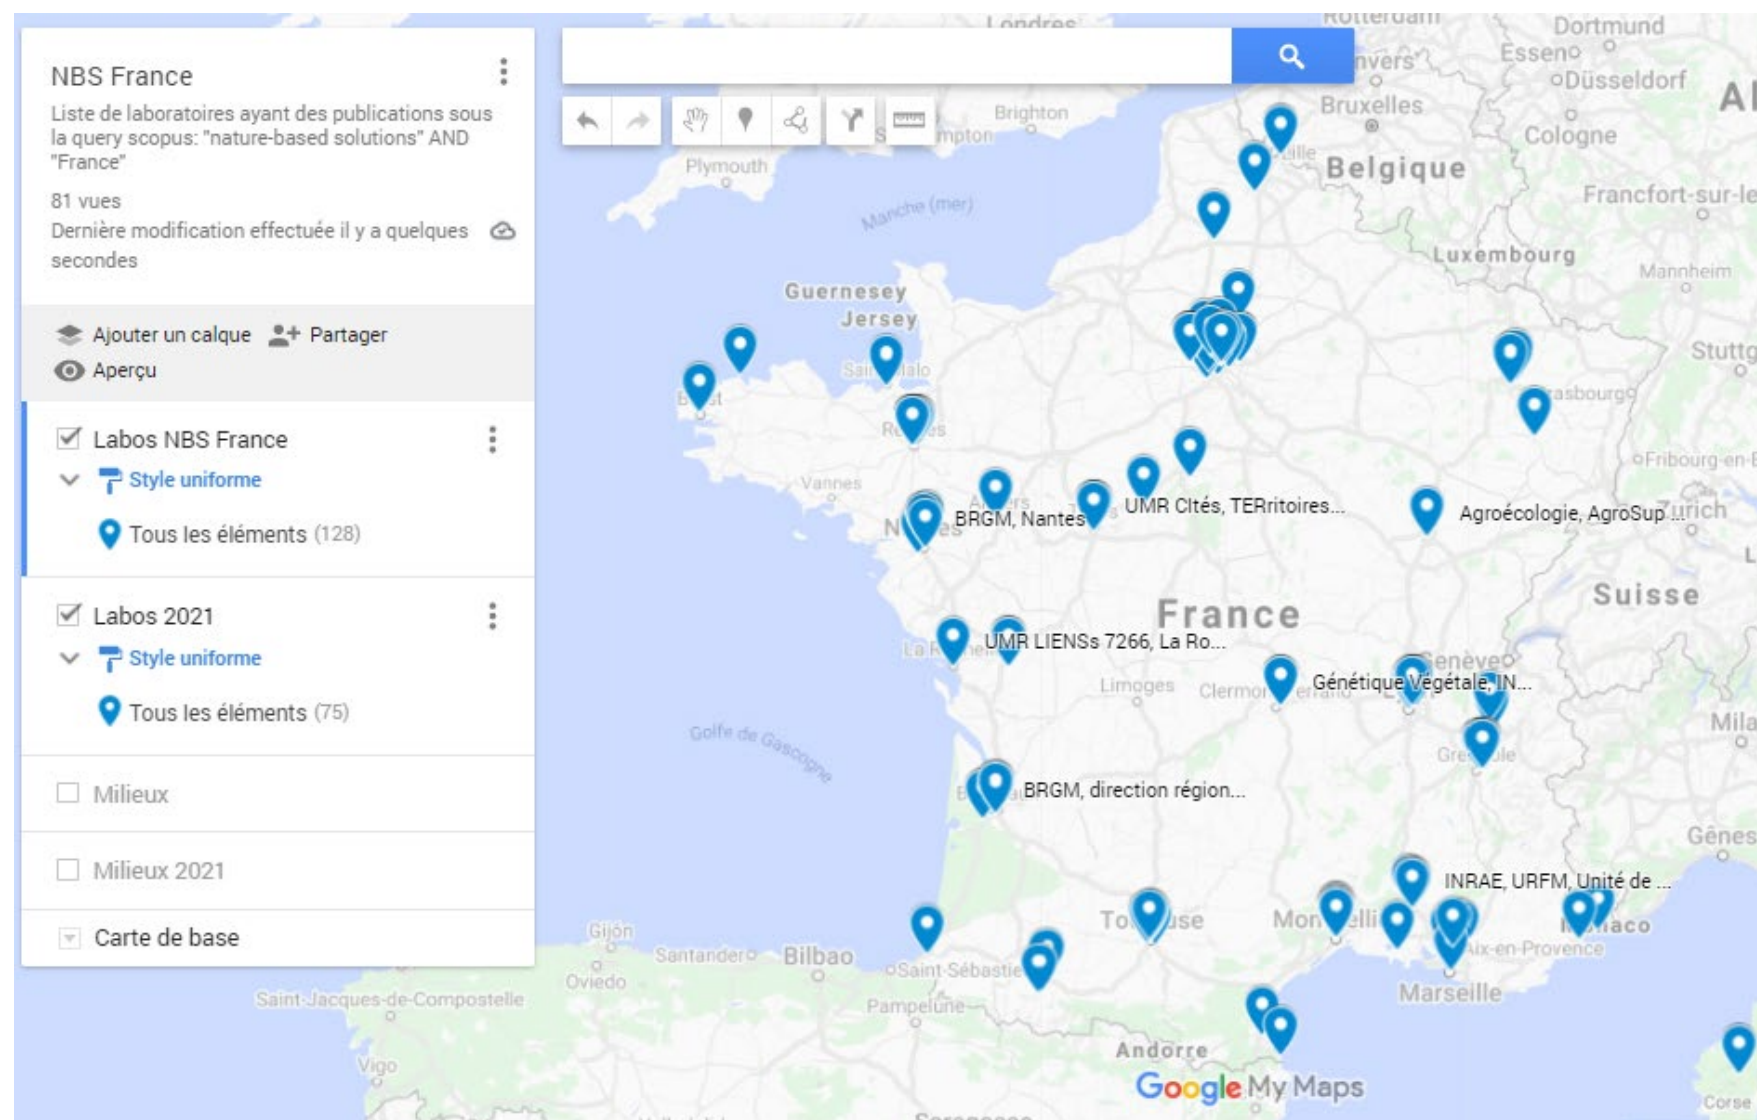 NBS France
Liste de laboratoires ayant des publications sous
la query scopus: "nature-based solutions" AND
"France"
81 vues
Dernière modification effectuée il y a quelques
secondes
Ajouter un calque
Partager
Aperçu
Labos NBS France
Style uniforme
Tous les éléments (128)
Labos 2021
Style uniforme
Tous les éléments (75)
Milieux
Milieux 2021
Carte de base
Londres
Rotterdam
Dortmund
Essen
Düsseldorf
Brighton
Bruxelles
Cologne
Plymouth
Belgique
Manche (mer)
Luxembourg
Mannheim
Guernesey
Jersey
Vannes
BRGM, Nantes
UMR CItés, TERritoires...
Agroécologie, AgroSup ...
Zurich
Suisse
France
UMR LIENSs 7266, La Ro...
Genève
Limoges
Génétique Végétale, IN...
Golfe de Gascogne
BRGM, direction région...
Gênes
INRAE, URFM, Unité de ...
Gijón
Santander
Bilbao
Oviedo
Pampelune
Aix-en-Provence
Marseille
Saint-Jacques-de-Compostelle
Vigo
Andorre
Google My Maps
Corse